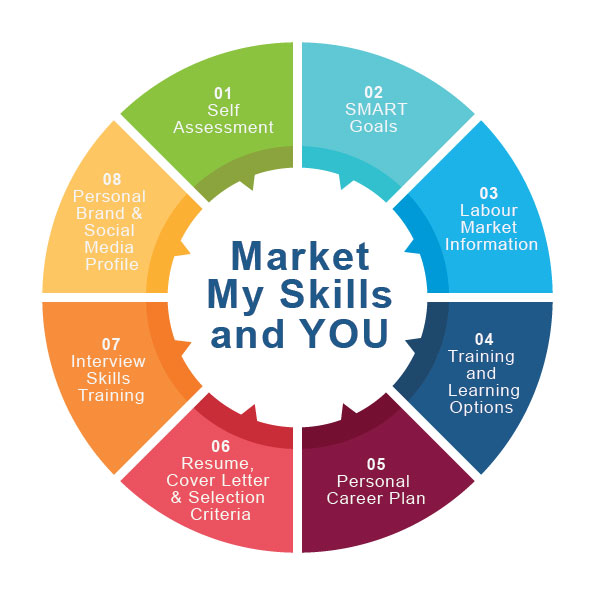 01
Self
Assessment
02
SMART
Goals
03
Labour
Market
Information
04
Training
and
Learning
Options
05
Personal
Career Plan
06
Resume,
Cover Letter
& Selection
Criteria
07
Interview
Skills
Training
08
Personal
Brand &
Social
Media
Profile
Market
My Skills
and YOU